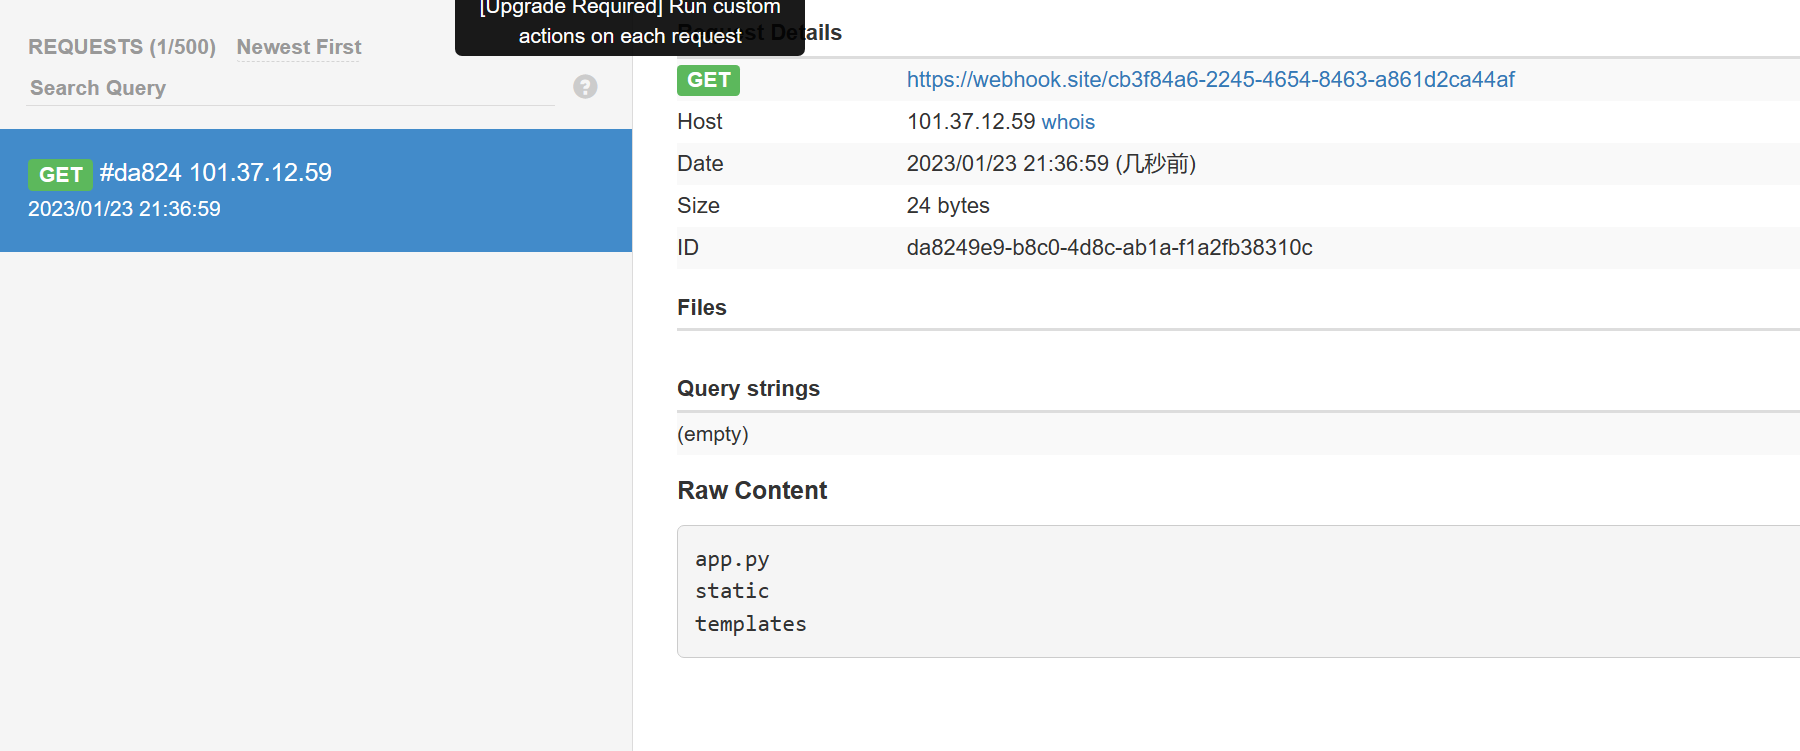 [Upgrade Required] Run custom
actions on each request
REQUESTS (1/500) Newest First
Search Query
?
GET #da824 101.37.12.59
2023/01/23 21:36:59
Details
GET https://webhook.site/cb3f84a6-2245-4654-8463-a861d2ca44af
Host 101.37.12.59 whois
Date 2023/01/23 21:36:59 (几秒前)
Size 24 bytes
ID da8249e9-b8c0-4d8c-ab1a-f1a2fb38310c
Files
Query strings
(empty)
Raw Content
app.py
static
templates